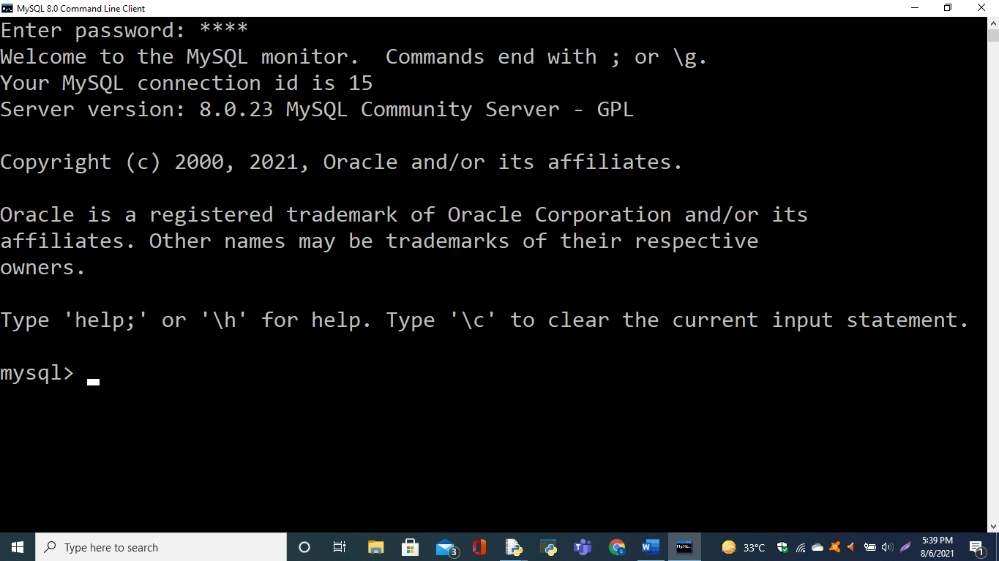 MySQL 8.0 Command Line Client
Enter password: ****
Welcome to the MySQL monitor.  Commands end with ; or \g.
Your MySQL connection id is 15
Server version: 8.0.23 MySQL Community Server - GPL
Copyright (c) 2000, 2021, Oracle and/or its affiliates.
Oracle is a registered trademark of Oracle Corporation and/or its
affiliates. Other names may be trademarks of their respective
owners.
Type 'help;' or '\h' for help. Type '\c' to clear the current input statement.
mysql>
Type here to search
3
33°C
5:39 PM
8/6/2021
1